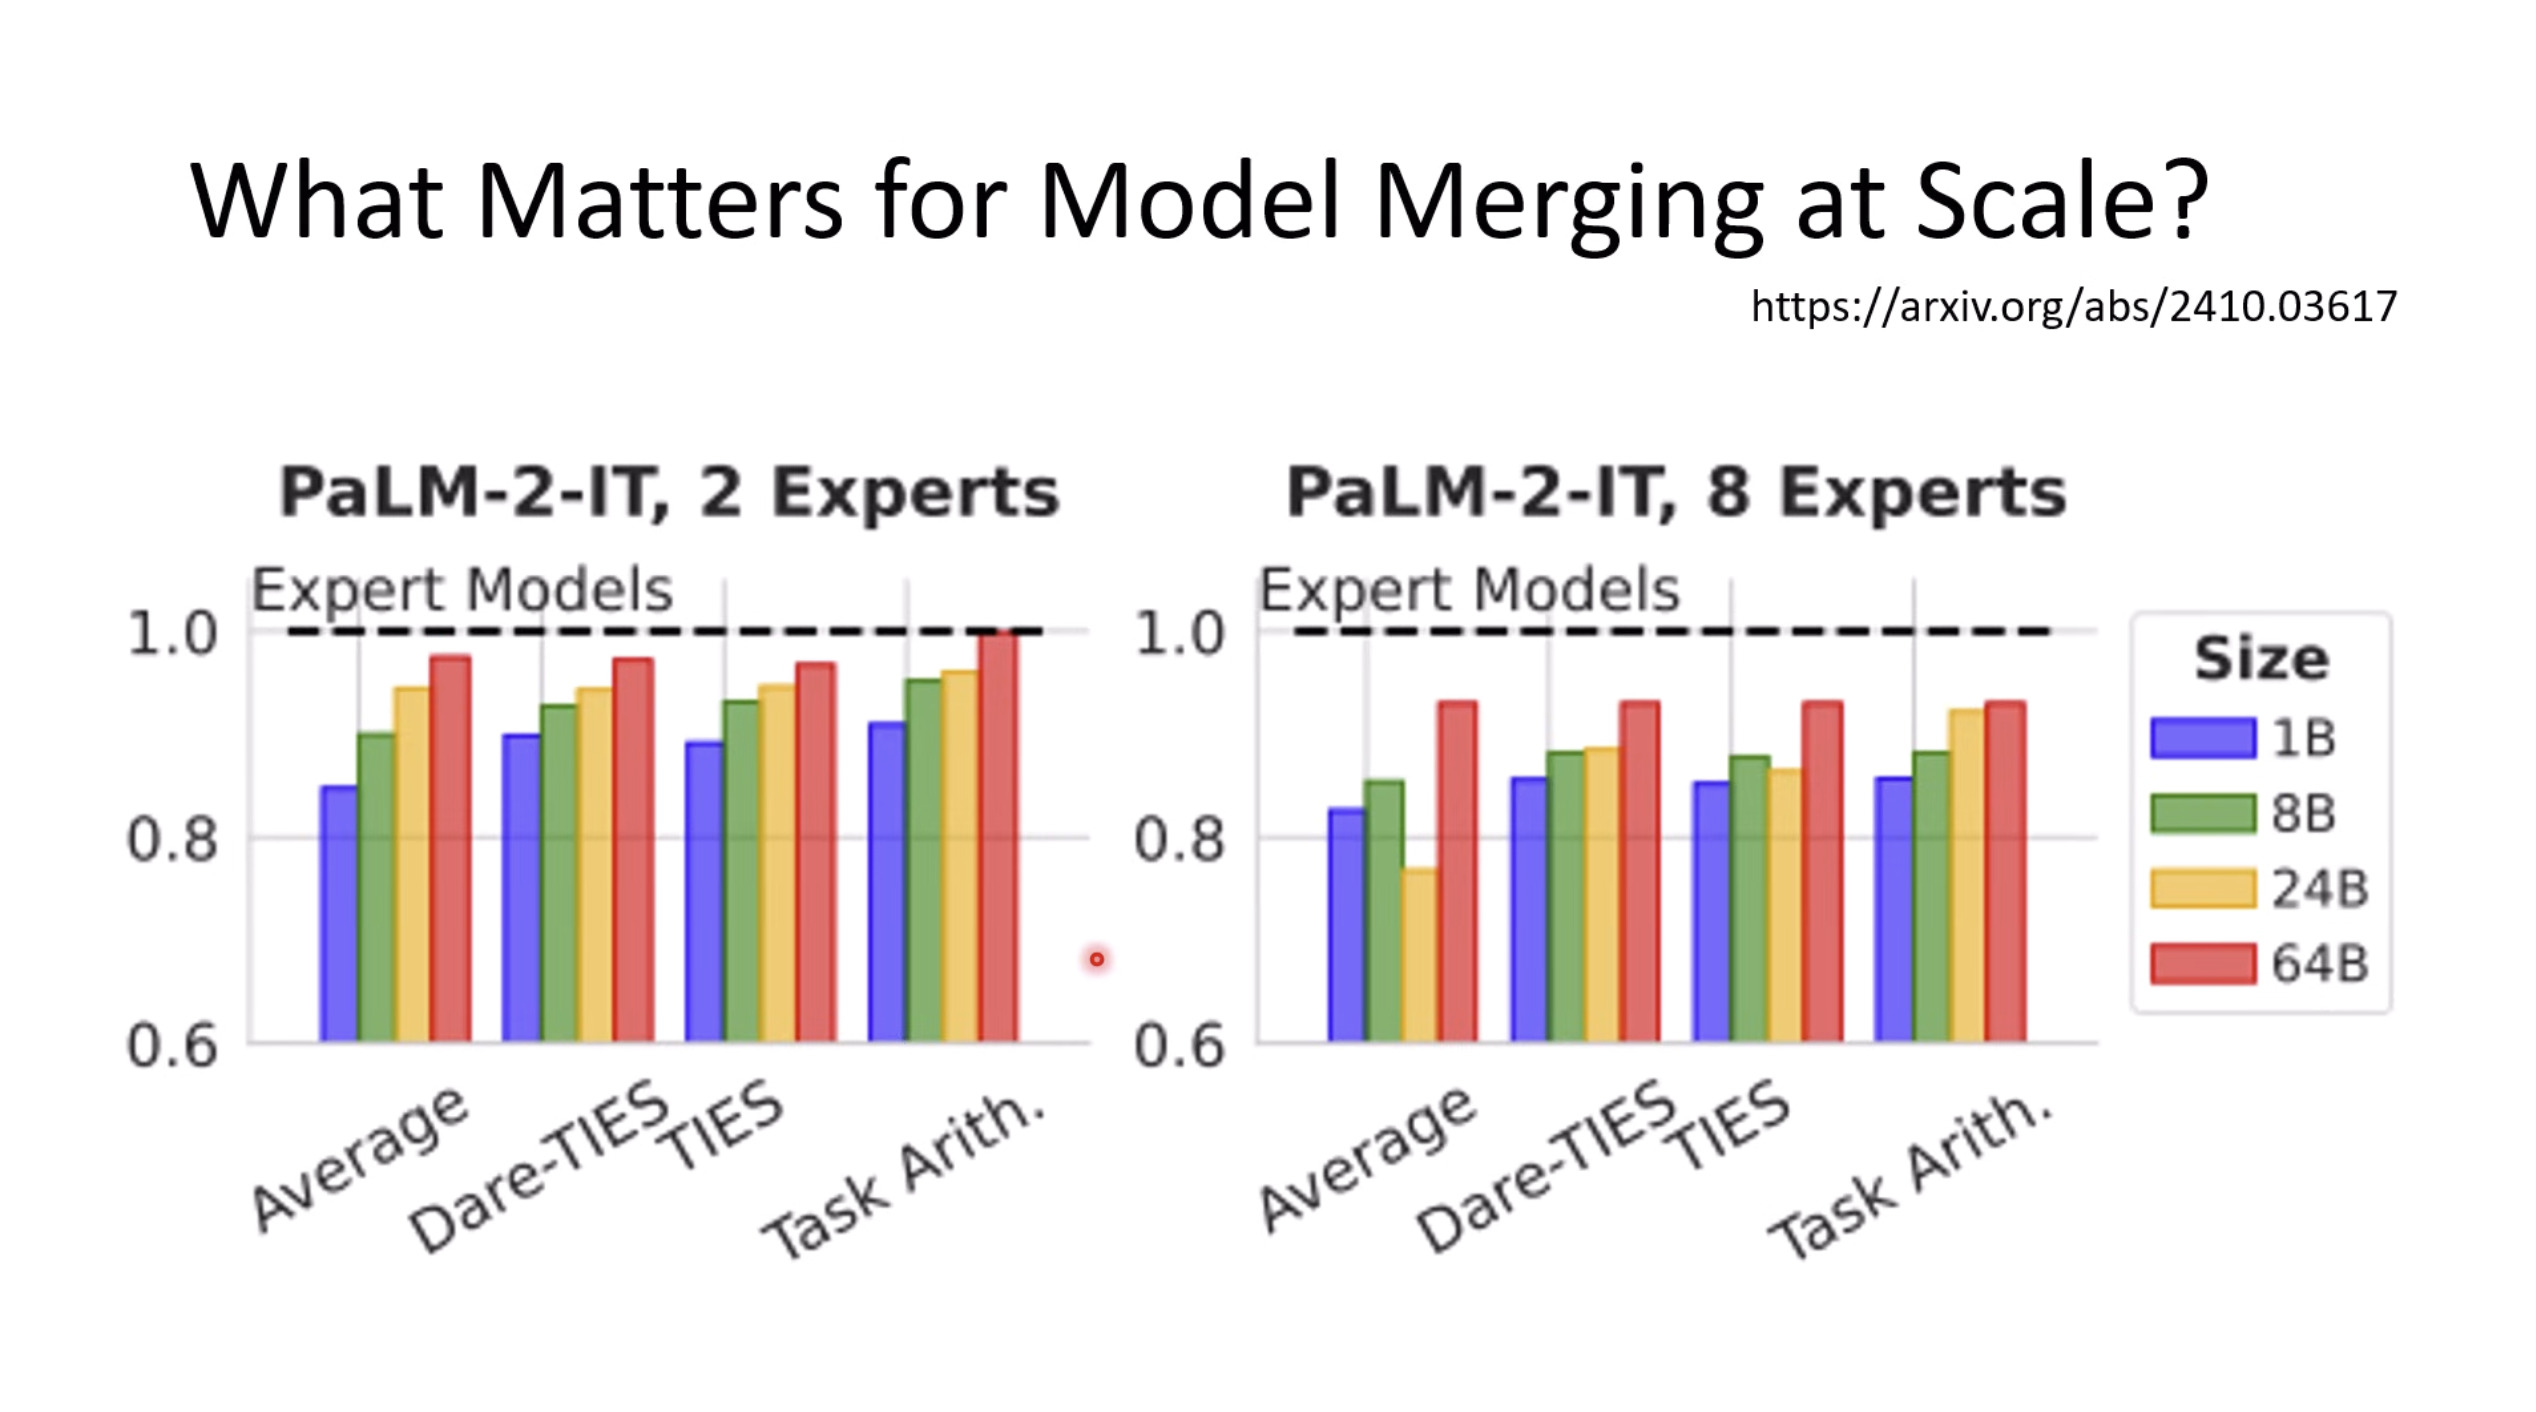 What Matters for Model Merging at Scale?
https://arxiv.org/abs/2410.03617
PaLM-2-IT, 2 Experts
Expert Models
1.0
0.8
0.6
Average
Dare-TIES
TIES
Task Arith.
PaLM-2-IT, 8 Experts
Expert Models
1.0
0.8
0.6
Average
Dare-TIES
TIES
Task Arith.
Size
1B
8B
24B
64B